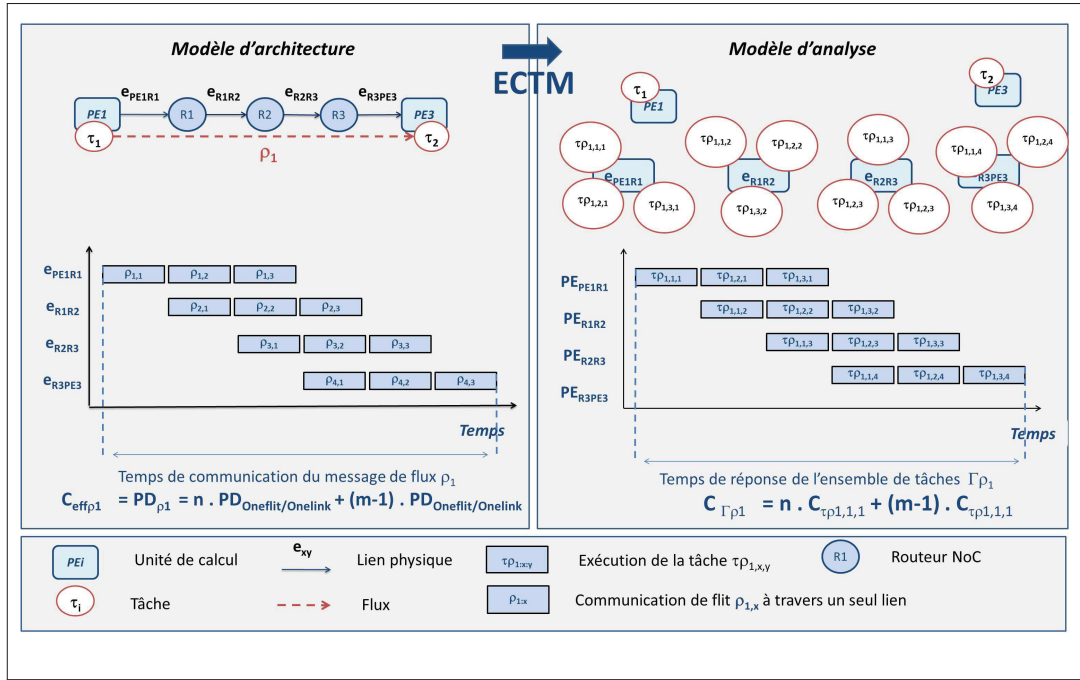 Modèle d'architecture
e_PE1R1 e_R1R2 e_R2R3 e_R3PE3
PE1 R1 R2 R3 PE3
τ1 τ2
ρ1
e_PE1R1 ρ1,1 ρ1,2 ρ1,3
e_R1R2 ρ2,1 ρ2,2 ρ2,3
e_R2R3 ρ3,1 ρ3,2 ρ3,3
e_R3PE3 ρ4,1 ρ4,2 ρ4,3
Temps
Temps de communication du message de flux ρ1
C_effρ1 = PD_ρ1 = n . PD_Oneflit/Onelink + (m-1) . PD_Oneflit/Onelink
ECTM
Modèle d'analyse
τ1 τ2
PE1 PE3
τρ1,1,1 τρ1,1,2 τρ1,2,2 τρ1,1,3 τρ1,1,4 τρ1,2,4
e_PE1R1 e_R1R2 e_R2R3 R3PE3
τρ1,2,1 τρ1,3,1 τρ1,3,2 τρ1,2,3 τρ1,2,3 τρ1,3,4
PE_PE1R1 τρ1,1,1 τρ1,2,1 τρ1,3,1
PE_R1R2 τρ1,1,2 τρ1,2,2 τρ1,3,2
PE_R2R3 τρ1,1,3 τρ1,2,3 τρ1,3,3
PE_R3PE3 τρ1,1,4 τρ1,2,4 τρ1,3,4
Temps
Temps de réponse de l'ensemble de tâches Γρ1
C_Γρ1 = n . C_τρ1,1,1 + (m-1) . C_τρ1,1,1
PEi Unité de calcul
e_xy Lien physique
τρ1:x:y Exécution de la tâche τρ1,x,y
R1 Routeur NoC
τi Tâche
Flux
ρ1:x Communication de flit ρ1,x à travers un seul lien